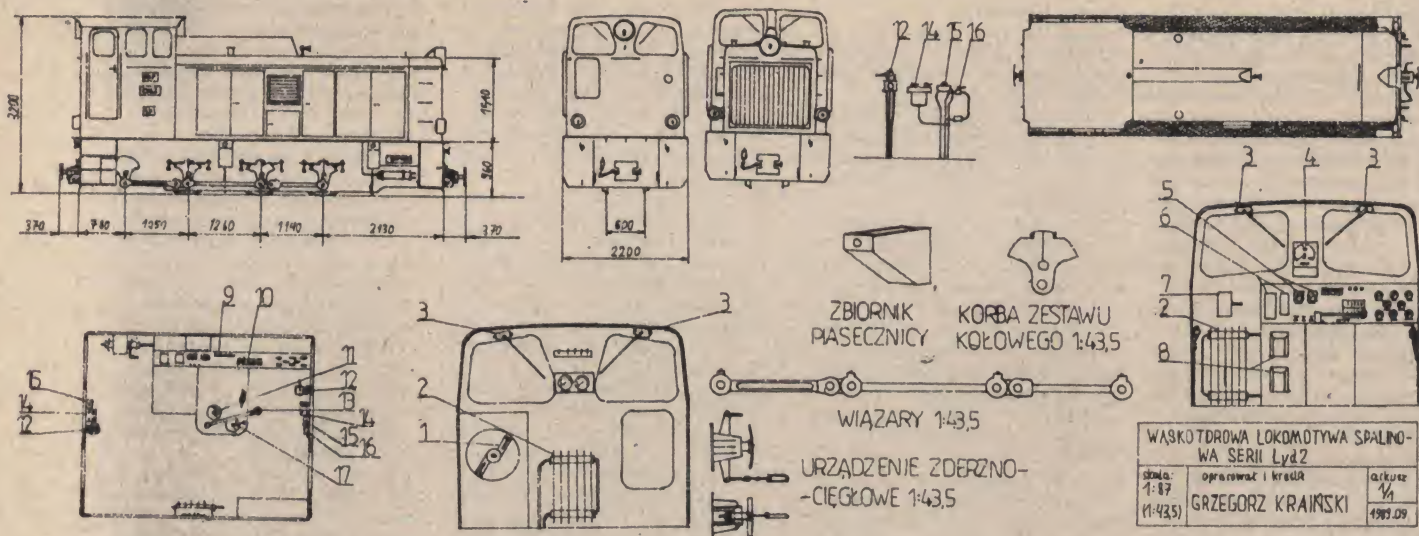 12 14 15 16
3200
1540
960
370 780 1050 1260 1140 2130 370
600
2200
3 4 3
5
6
7
2
8
ZBIORNIK
PIASECZNICY
KORBA ZESTAWU
KOŁOWEGO 1:43,5
9 10
11
12
13
14
15
16
17
15
14
12
3 3
2
1
WIĄZARY 1:43,5
URZĄDZENIE ZDERZNO-
-CIĘGŁOWE 1:43,5
WĄSKOTOROWA LOKOMOTYWA SPALINO-
WA SERII Lyd2
skala:
1:87
(1:43,5)
opracował i kreślił
GRZEGORZ KRAIŃSKI
arkusz
1/1
1989.09